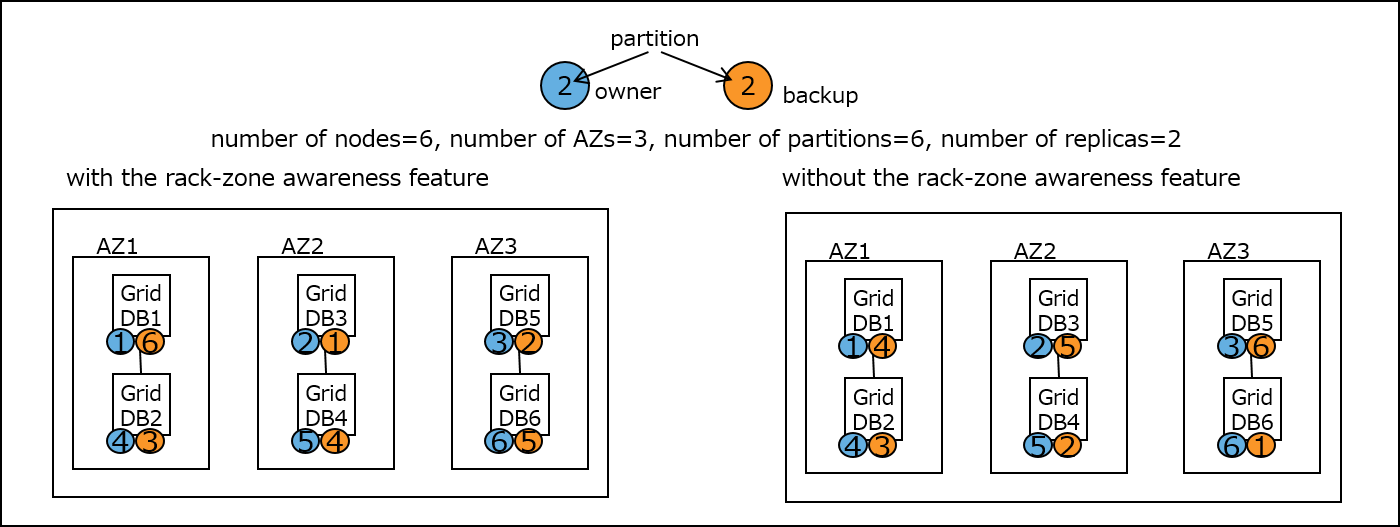 partition
2 owner 2 backup
number of nodes=6, number of AZs=3, number of partitions=6, number of replicas=2
with the rack-zone awareness feature
AZ1 AZ2 AZ3
Grid Grid Grid
DB1 DB3 DB5
1 6 2 1 3 2
Grid Grid Grid
DB2 DB4 DB6
4 3 5 4 6 5
without the rack-zone awareness feature
AZ1 AZ2 AZ3
Grid Grid Grid
DB1 DB3 DB5
1 4 2 5 3 6
Grid Grid Grid
DB2 DB4 DB6
4 3 5 2 6 1